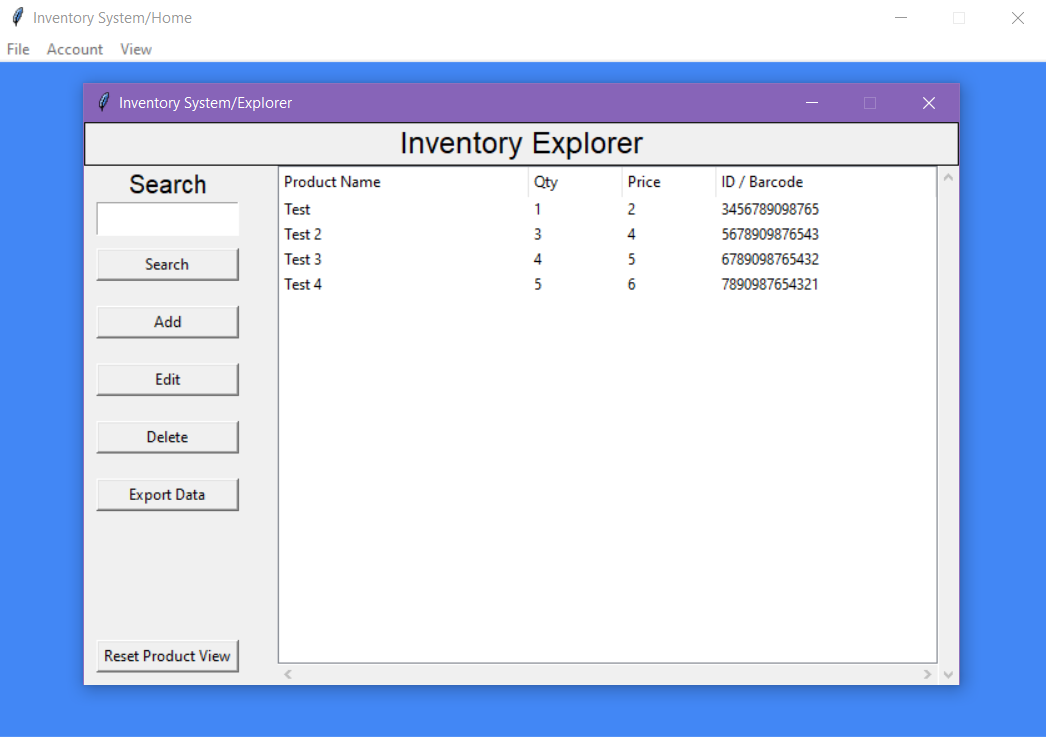 Inventory System/Home
File Account View
Inventory System/Explorer
Inventory Explorer
Search
Search
Add
Edit
Delete
Export Data
Reset Product View
Product Name Qty Price ID / Barcode
Test 1 2 3456789098765
Test 2 3 4 5678909876543
Test 3 4 5 6789098765432
Test 4 5 6 7890987654321